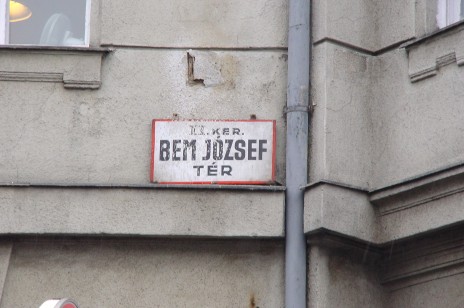 II. KER.
BEM JÓZSEF
TÉR